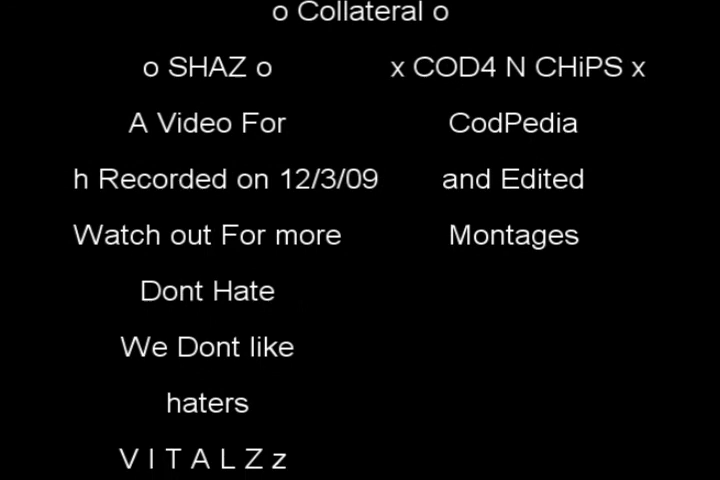 o Collateral o
o SHAZ o x COD4 N CHiPS x
A Video For CodPedia
h Recorded on 12/3/09 and Edited
Watch out For more Montages
Dont Hate
We Dont like
haters
V I T A L Z z